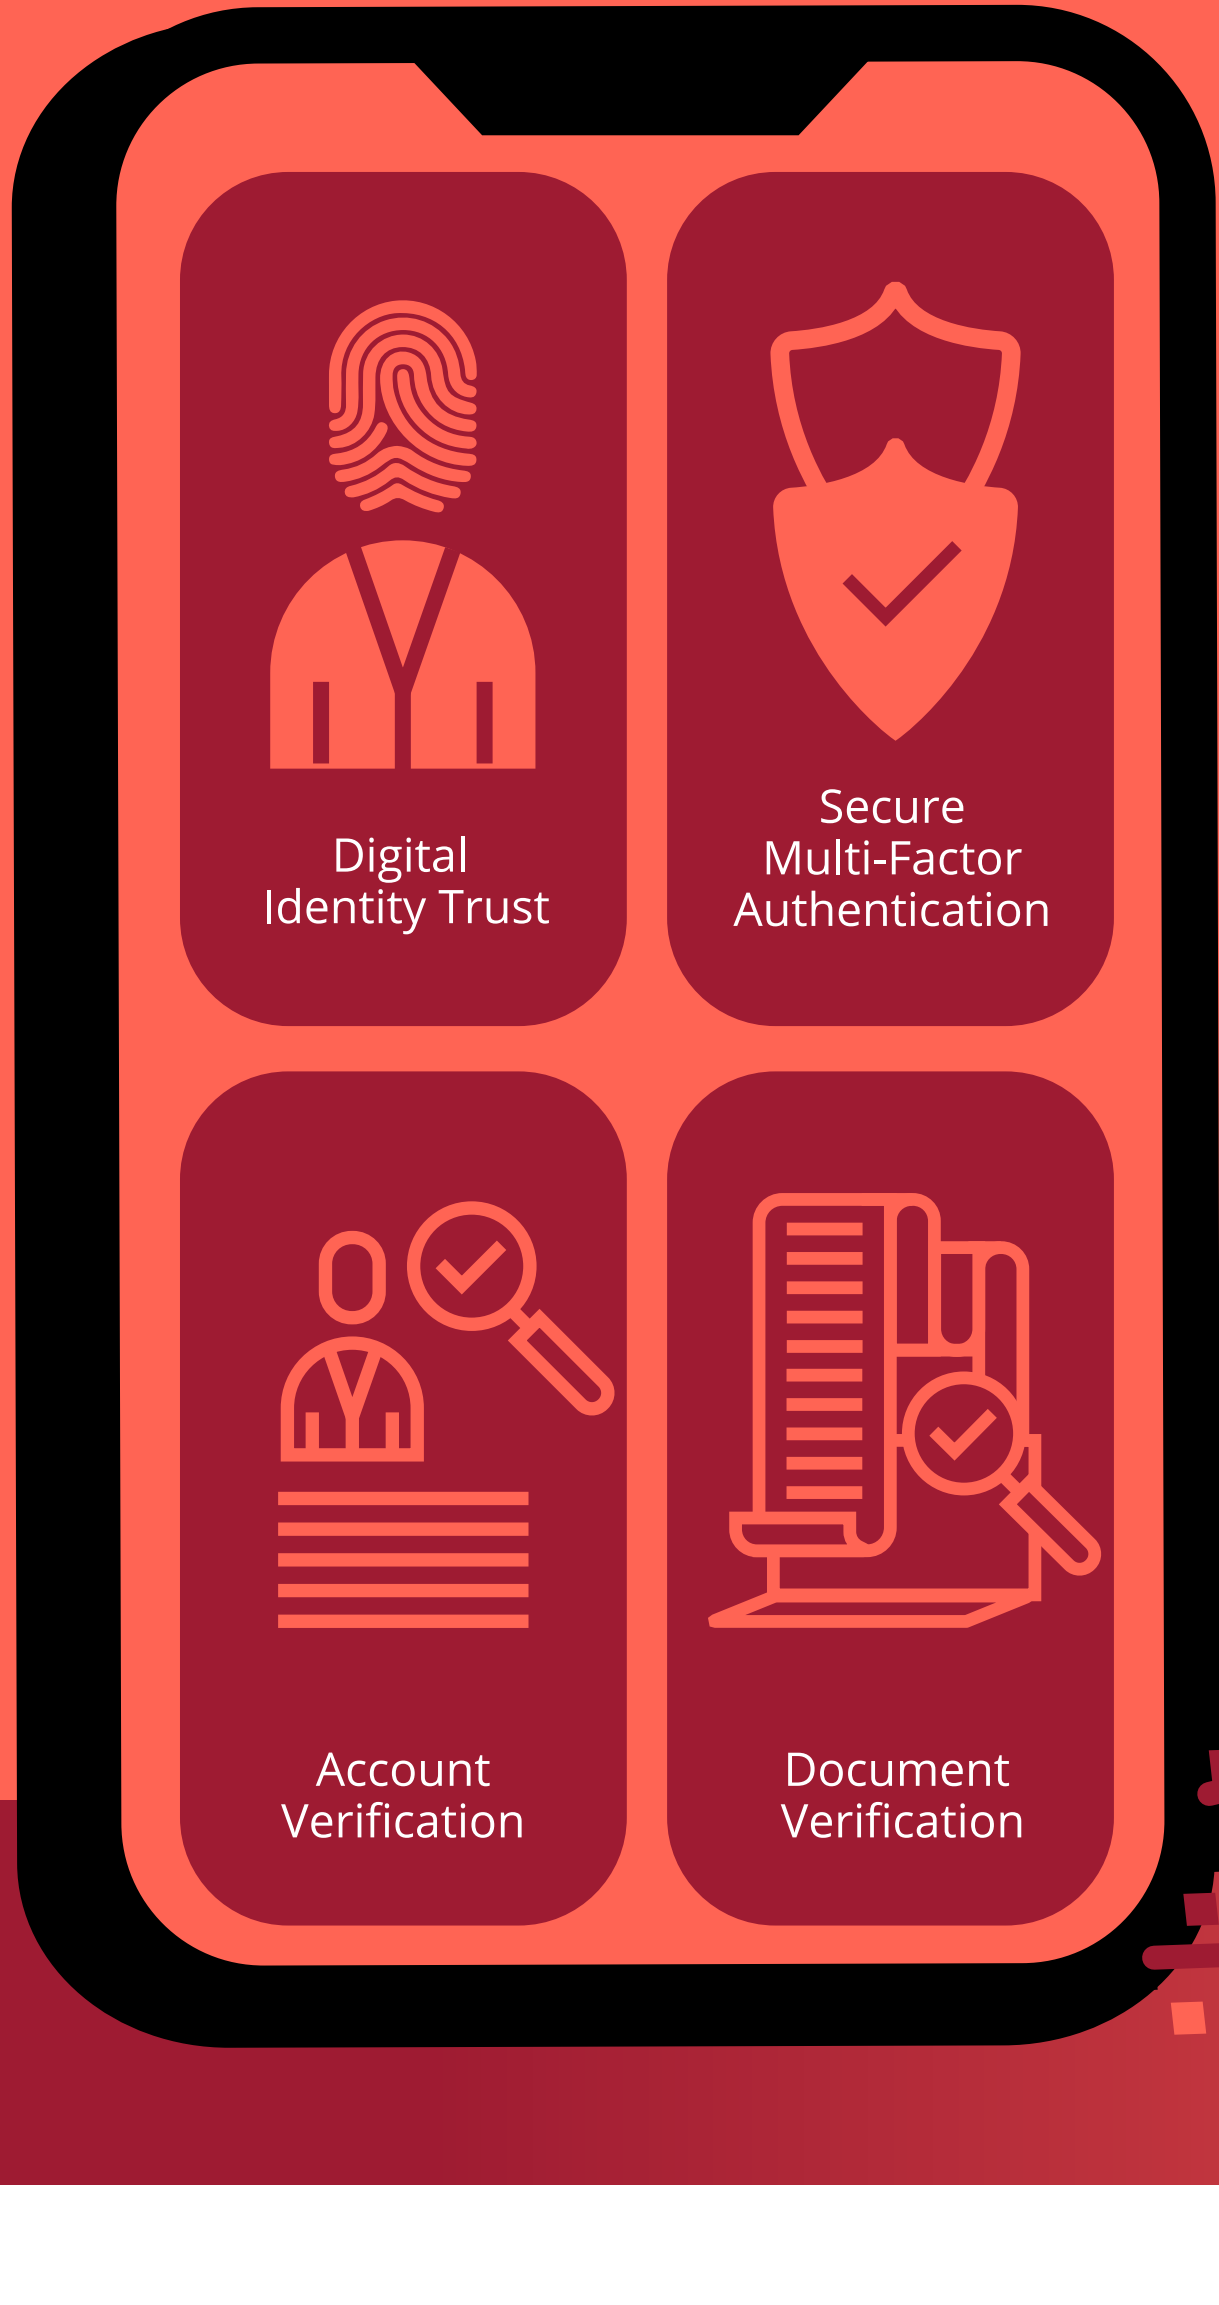 Digital
Identity Trust
Secure
Multi-Factor
Authentication
Account
Verification
Document
Verification